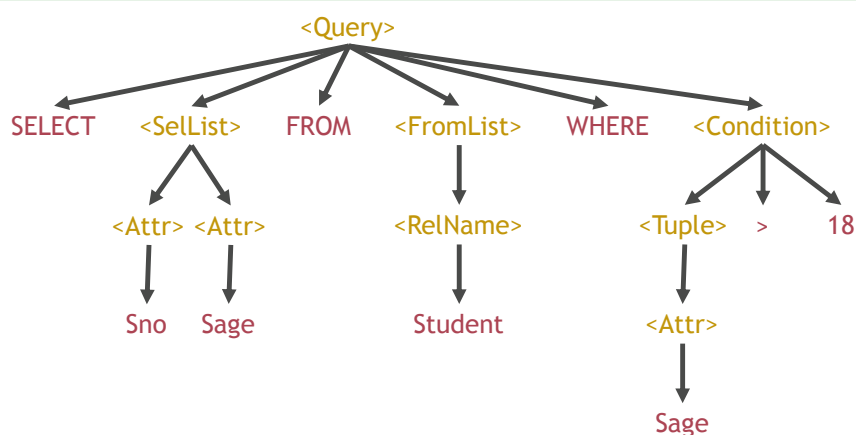 <Query>
SELECT <SelList> FROM <FromList> WHERE <Condition>
<Attr> <Attr> <RelName> <Tuple> > 18
Sno Sage Student <Attr>
Sage